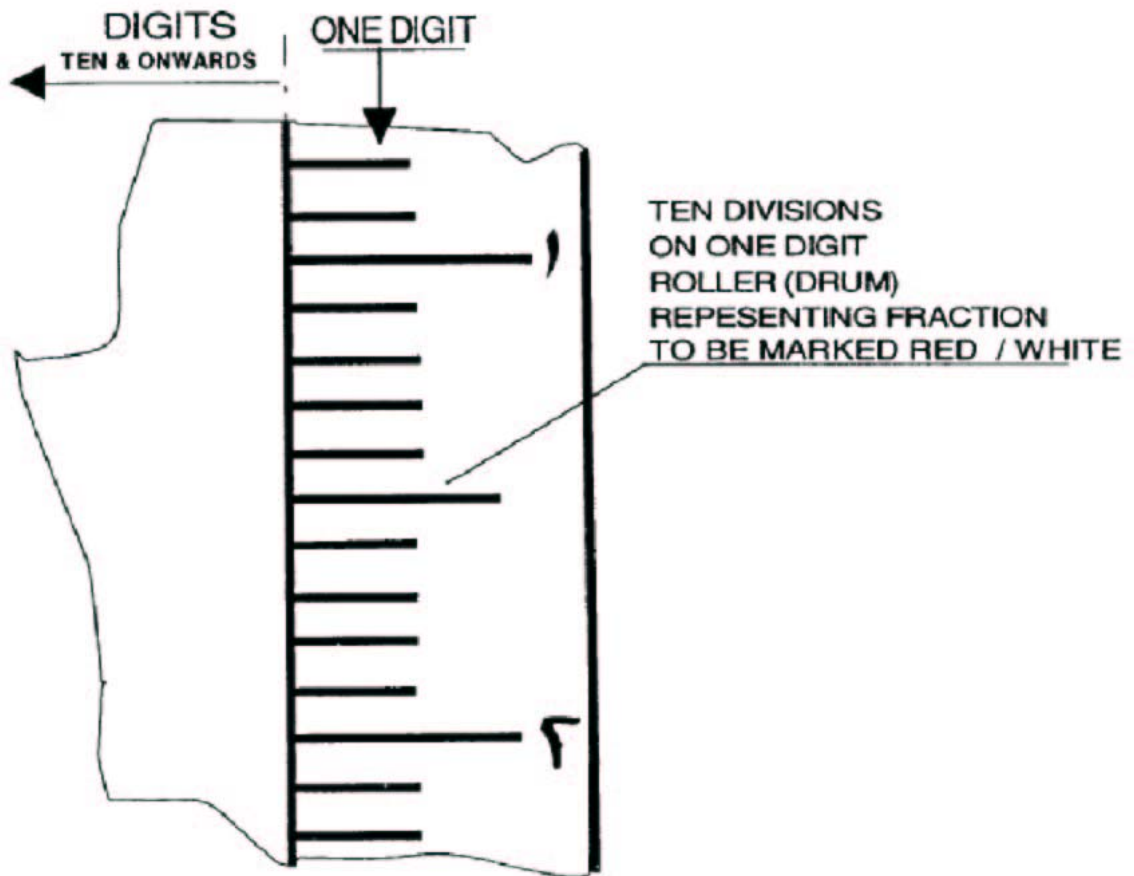 DIGITS
TEN & ONWARDS
ONE DIGIT
١
TEN DIVISIONS
ON ONE DIGIT
ROLLER (DRUM)
REPESENTING FRACTION
TO BE MARKED RED / WHITE
٢